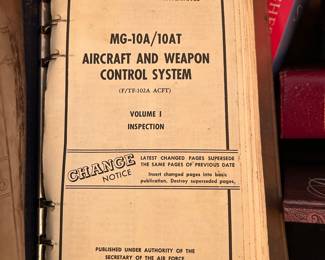 MG-10A/10AT
AIRCRAFT AND WEAPON
CONTROL SYSTEM
(F/TF-102A ACFT)
VOLUME I
INSPECTION
CHANGE
NOTICE
LATEST CHANGED PAGES SUPERSEDE
THE SAME PAGES OF PREVIOUS DATE
Insert changed pages into basic
publication. Destroy superseded pages.
PUBLISHED UNDER AUTHORITY OF THE
SECRETARY OF THE AIR FORCE